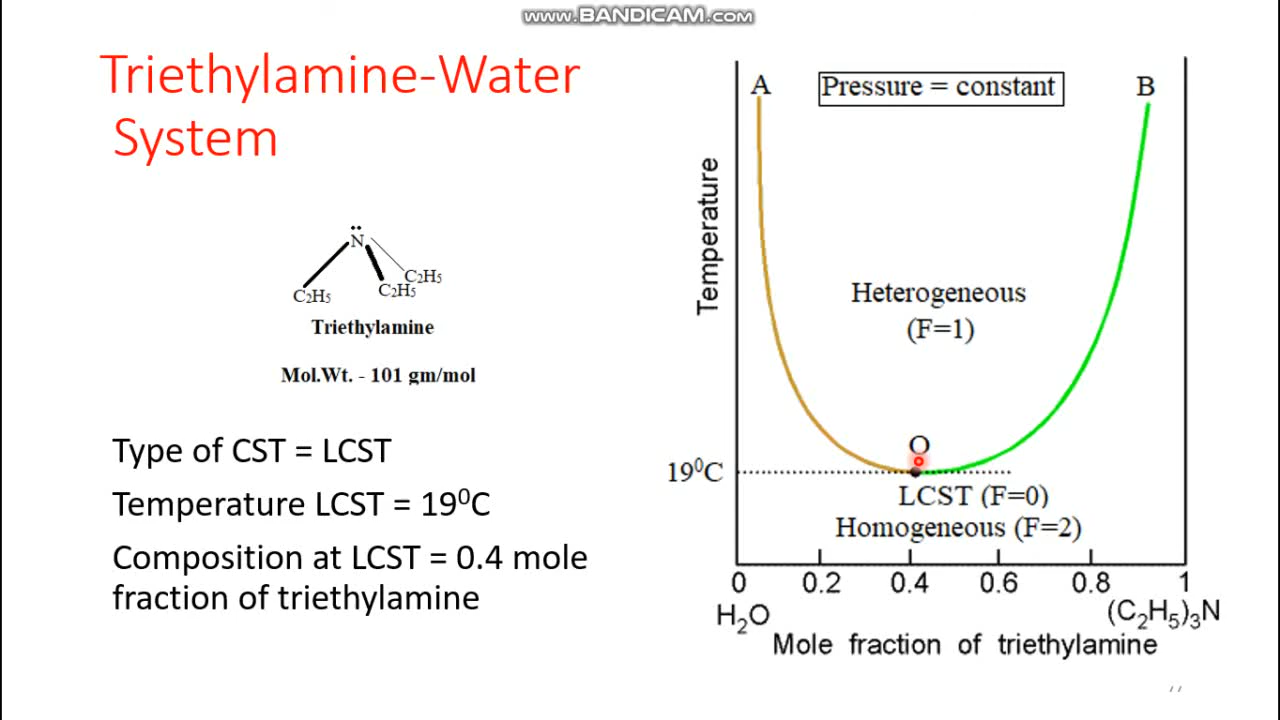 www.BANDICAM.com
Triethylamine-Water
System
N
C₂H₅
C₂H₅
C₂H₅
Triethylamine
Mol.Wt. - 101 gm/mol
Type of CST = LCST
Temperature LCST = 19⁰C
Composition at LCST = 0.4 mole
fraction of triethylamine
A
Pressure = constant
B
Temperature
Heterogeneous
(F=1)
O
19⁰C
LCST (F=0)
Homogeneous (F=2)
0 0.2 0.4 0.6 0.8 1
H₂O (C₂H₅)₃N
Mole fraction of triethylamine